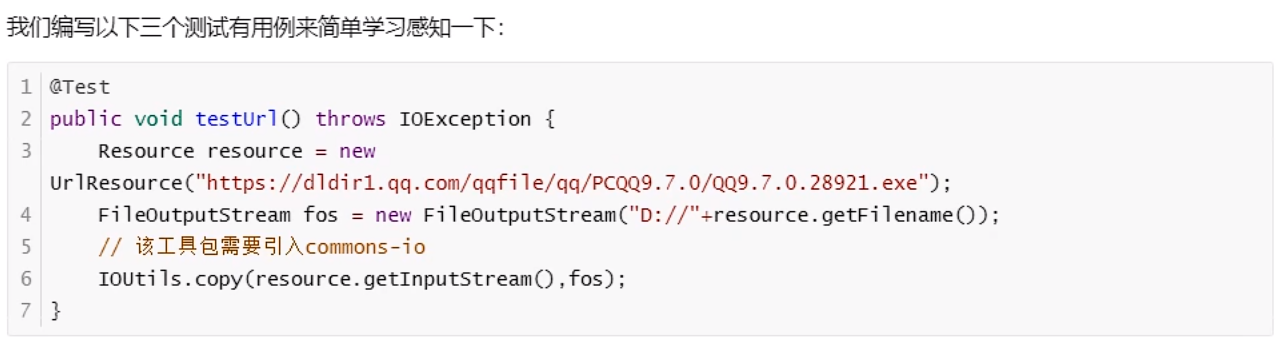 我们编写以下三个测试有用例来简单学习感知一下：
1 @Test
2 public void testUrl() throws IOException {
3     Resource resource = new
UrlResource("https://dldir1.qq.com/qqfile/qq/PCQQ9.7.0/QQ9.7.0.28921.exe");
4     FileOutputStream fos = new FileOutputStream("D://"+resource.getFilename());
5     // 该工具包需要引入commons-io
6     IOUtils.copy(resource.getInputStream(),fos);
7 }